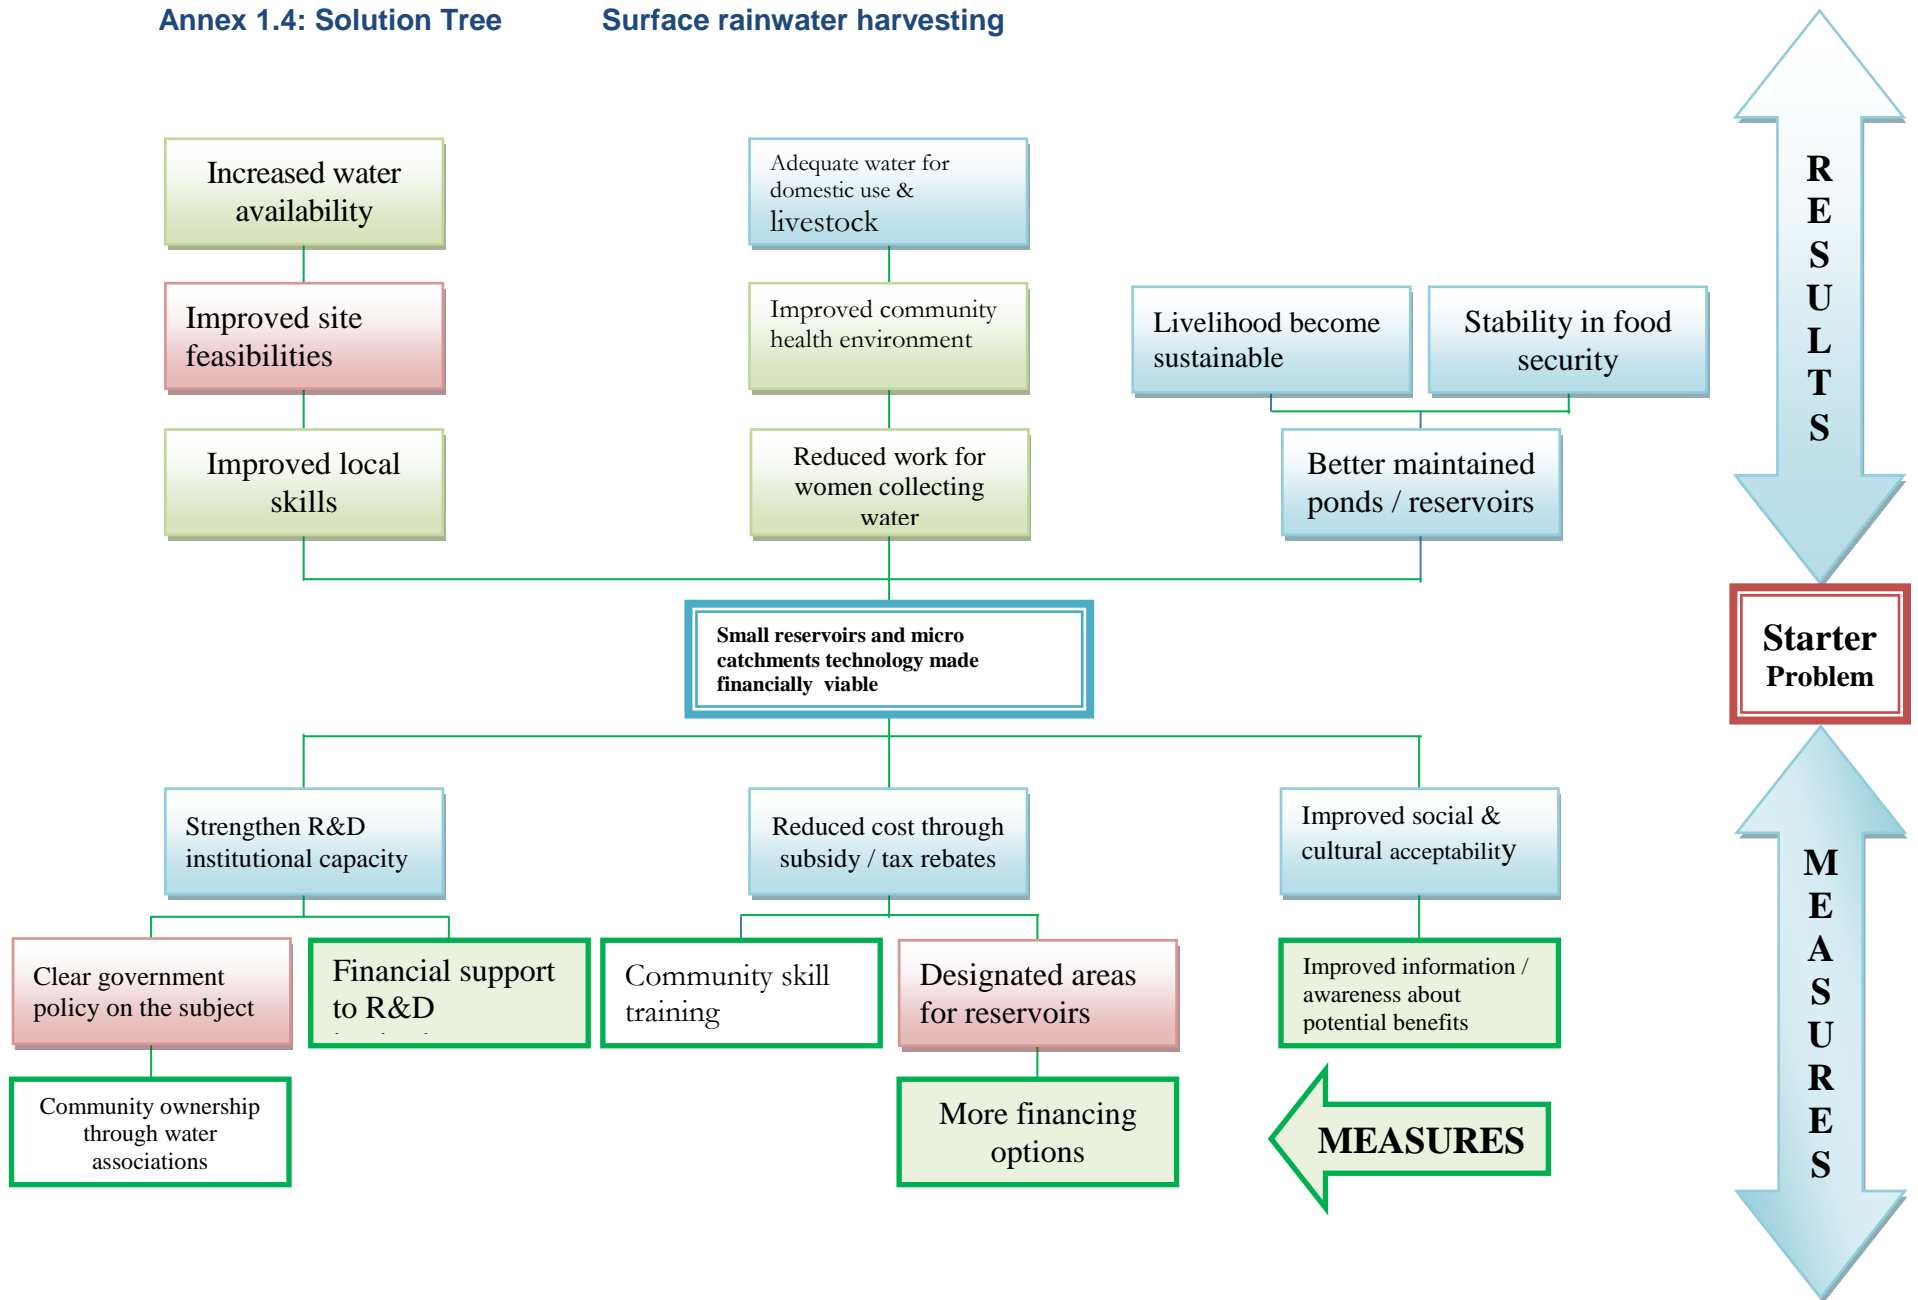 Annex 1.4: Solution Tree
Surface rainwater harvesting
Increased water
availability
Adequate water for
domestic use &
livestock
Improved site
feasibilities
Improved community
health environment
Livelihood become
sustainable
Stability in food
security
Improved local
skills
Reduced work for
women collecting
water
Better maintained
ponds / reservoirs
RESULTS
Small reservoirs and micro
catchments technology made
financially viable
Starter
Problem
Strengthen R&D
institutional capacity
Reduced cost through
subsidy / tax rebates
Improved social &
cultural acceptability
Clear government
policy on the subject
Financial support
to R&D
Community skill
training
Designated areas
for reservoirs
Improved information /
awareness about
potential benefits
Community ownership
through water
associations
More financing
options
MEASURES
MEASURES